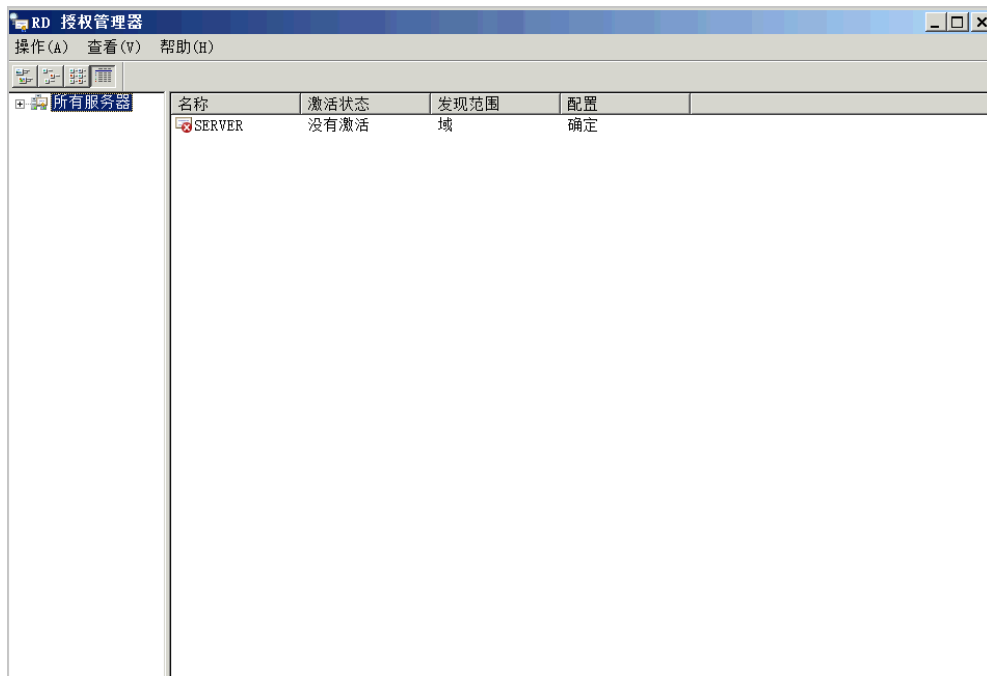 RD 授权管理器
操作(A) 查看(V) 帮助(H)
所有服务器
名称 激活状态 发现范围 配置
SERVER 没有激活 域 确定